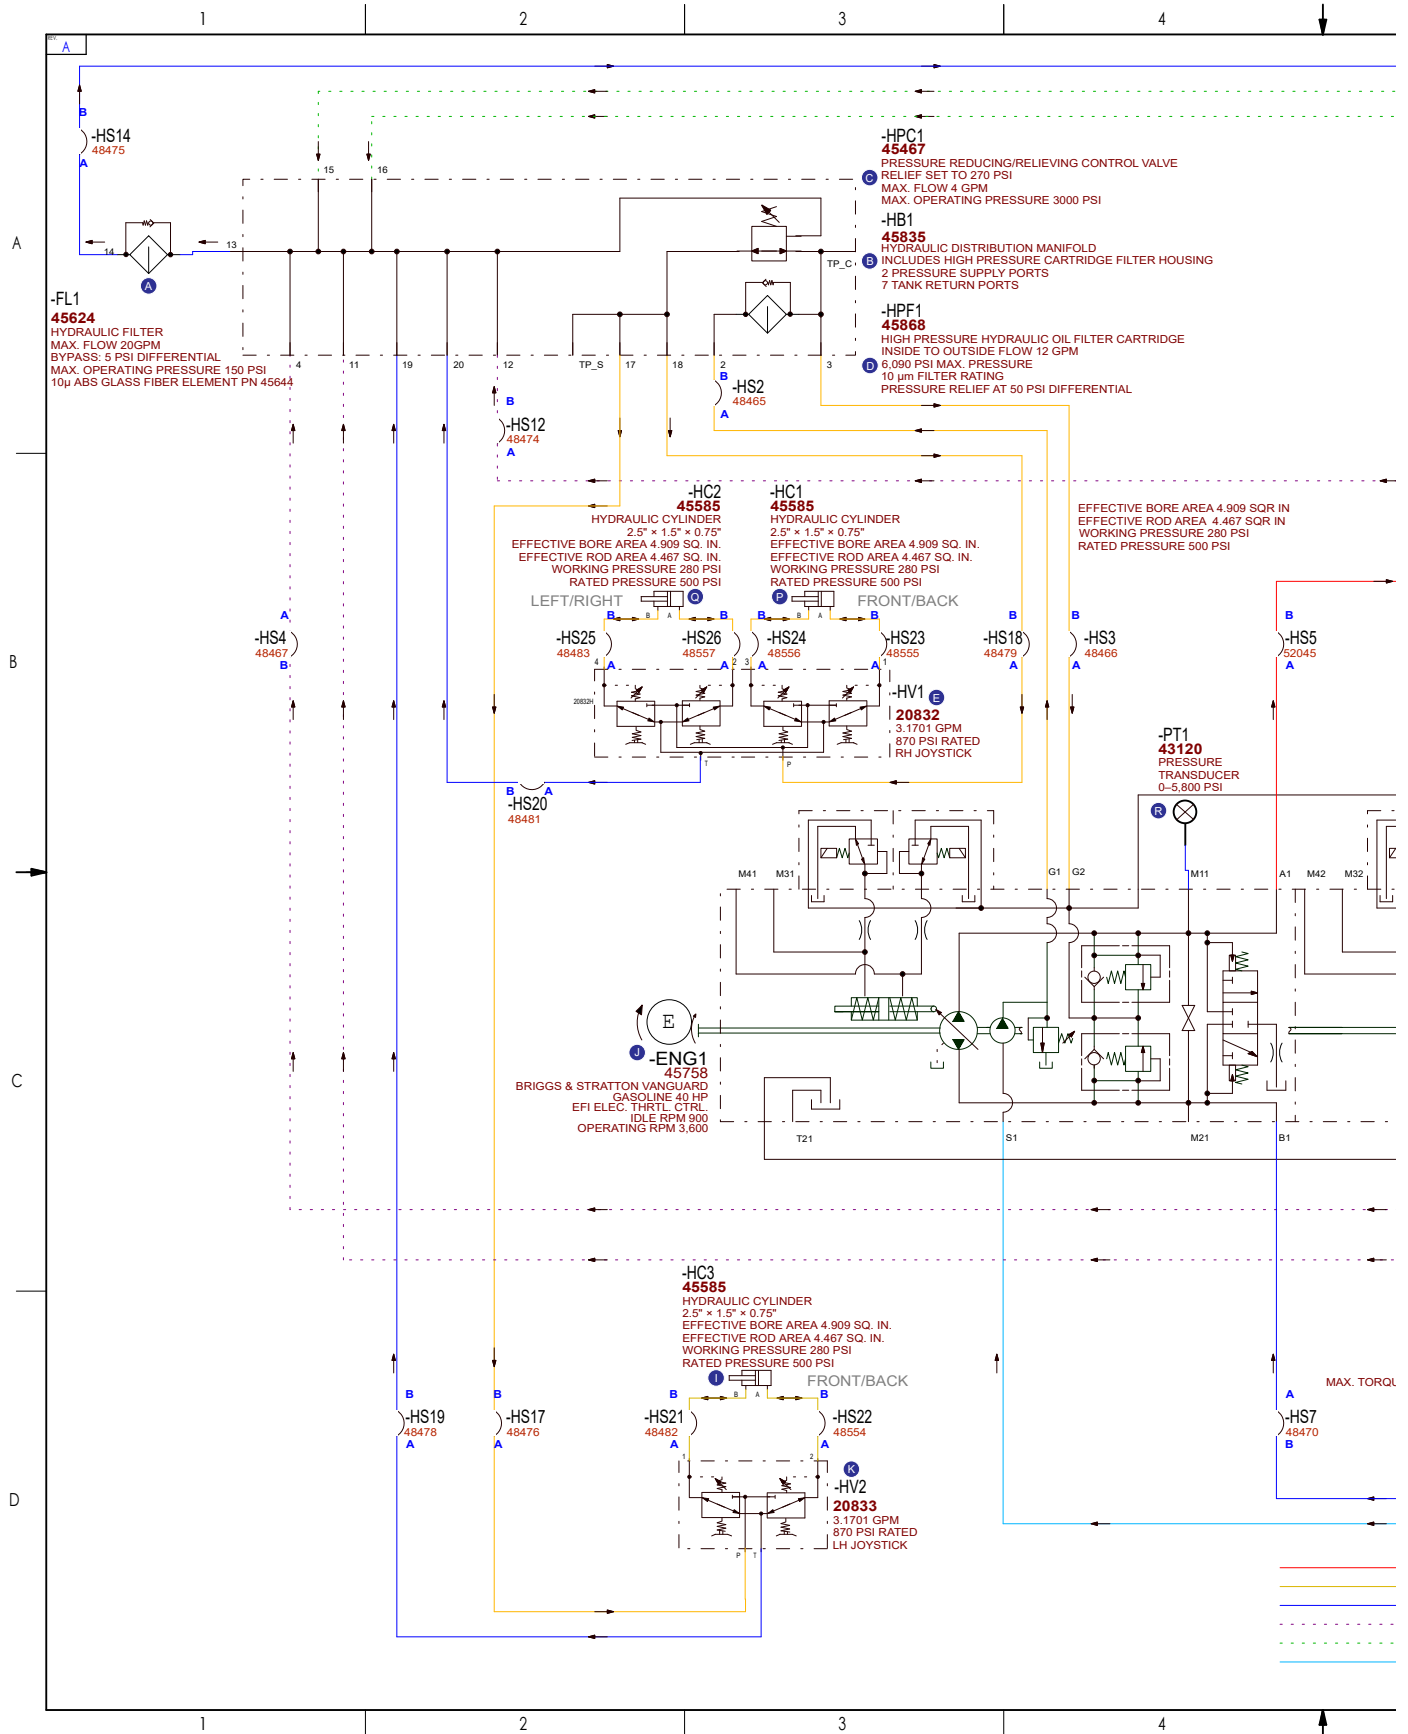 1 2 3 4
REV.
A
B
-HS14
48475
A
-HPC1
45467
PRESSURE REDUCING/RELIEVING CONTROL VALVE
C RELIEF SET TO 270 PSI
MAX. FLOW 4 GPM
MAX. OPERATING PRESSURE 3000 PSI
15 16
A
14 13
A
TP_C
-HB1
45835
HYDRAULIC DISTRIBUTION MANIFOLD
B INCLUDES HIGH PRESSURE CARTRIDGE FILTER HOUSING
2 PRESSURE SUPPLY PORTS
7 TANK RETURN PORTS
-FL1
45624
HYDRAULIC FILTER
MAX. FLOW 20GPM
BYPASS: 5 PSI DIFFERENTIAL
MAX. OPERATING PRESSURE 150 PSI
10µ ABS GLASS FIBER ELEMENT PN 45644
-HPF1
45868
HIGH PRESSURE HYDRAULIC OIL FILTER CARTRIDGE
INSIDE TO OUTSIDE FLOW 12 GPM
D 6,090 PSI MAX. PRESSURE
10 µm FILTER RATING
PRESSURE RELIEF AT 50 PSI DIFFERENTIAL
4 11 19 20 12 TP_S 17 18 2 3
B
-HS2
48465
A
B
-HS12
48474
A
-HC2
45585
HYDRAULIC CYLINDER
2.5" × 1.5" × 0.75"
EFFECTIVE BORE AREA 4.909 SQ. IN.
EFFECTIVE ROD AREA 4.467 SQ. IN.
WORKING PRESSURE 280 PSI
RATED PRESSURE 500 PSI
LEFT/RIGHT Q
-HC1
45585
HYDRAULIC CYLINDER
2.5" × 1.5" × 0.75"
EFFECTIVE BORE AREA 4.909 SQ. IN.
EFFECTIVE ROD AREA 4.467 SQ. IN.
WORKING PRESSURE 280 PSI
RATED PRESSURE 500 PSI
P FRONT/BACK
EFFECTIVE BORE AREA 4.909 SQR IN
EFFECTIVE ROD AREA 4.467 SQR IN
WORKING PRESSURE 280 PSI
RATED PRESSURE 500 PSI
B A B A
B
A
-HS4
48467
B
B
-HS25
48483
A
B
-HS26
48557
A
B
-HS24
48556
A
B
-HS23
48555
A
B
-HS18
48479
A
B
-HS3
48466
A
B
-HS5
52045
A
4 2 3 1
20832H
T P
-HV1 E
20832
3.1701 GPM
870 PSI RATED
RH JOYSTICK
B A
-HS20
48481
-PT1
43120
PRESSURE
TRANSDUCER
0–5,800 PSI
R
M41 M31 G1 G2 M11 A1 M42 M32
C
E
J
-ENG1
45758
BRIGGS & STRATTON VANGUARD
GASOLINE 40 HP
EFI ELEC. THRTL. CTRL.
IDLE RPM 900
OPERATING RPM 3,600
T21 S1 M21 B1
-HC3
45585
HYDRAULIC CYLINDER
2.5" × 1.5" × 0.75"
EFFECTIVE BORE AREA 4.909 SQ. IN.
EFFECTIVE ROD AREA 4.467 SQ. IN.
WORKING PRESSURE 280 PSI
RATED PRESSURE 500 PSI
I FRONT/BACK
B A
MAX. TORQU
B
-HS19
48478
A
B
-HS17
48476
A
B
-HS21
48482
A
B
-HS22
48554
A
A
-HS7
48470
B
1 2
D
K
-HV2
20833
3.1701 GPM
870 PSI RATED
LH JOYSTICK
P T
1 2 3 4